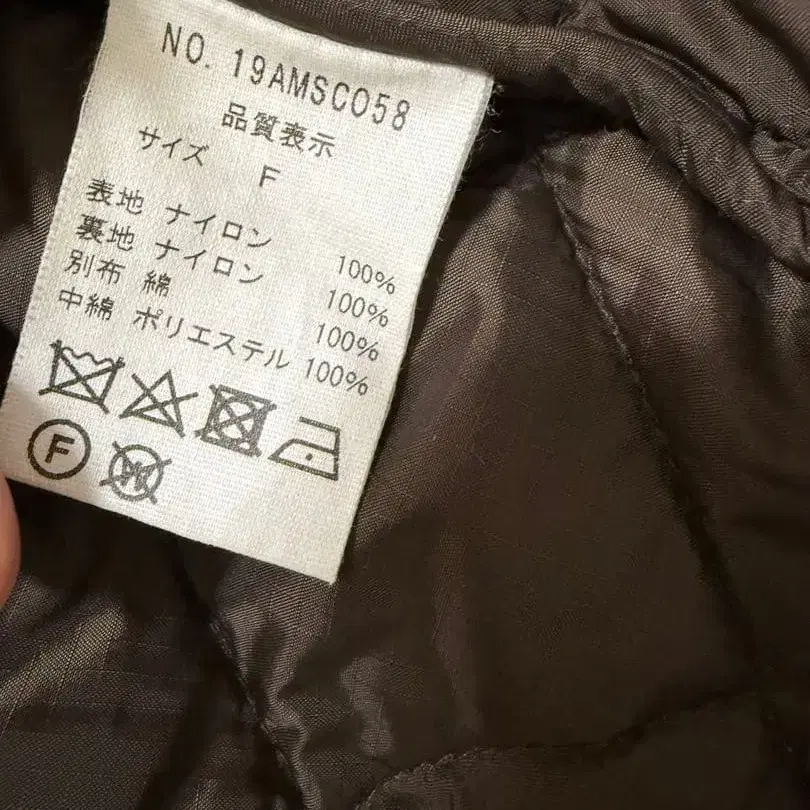 NO. 19AMSCO58
品質表示
サイズ F
表地 ナイロン 100%
裏地 ナイロン 100%
別布 綿 100%
中綿 ポリエステル 100%
F